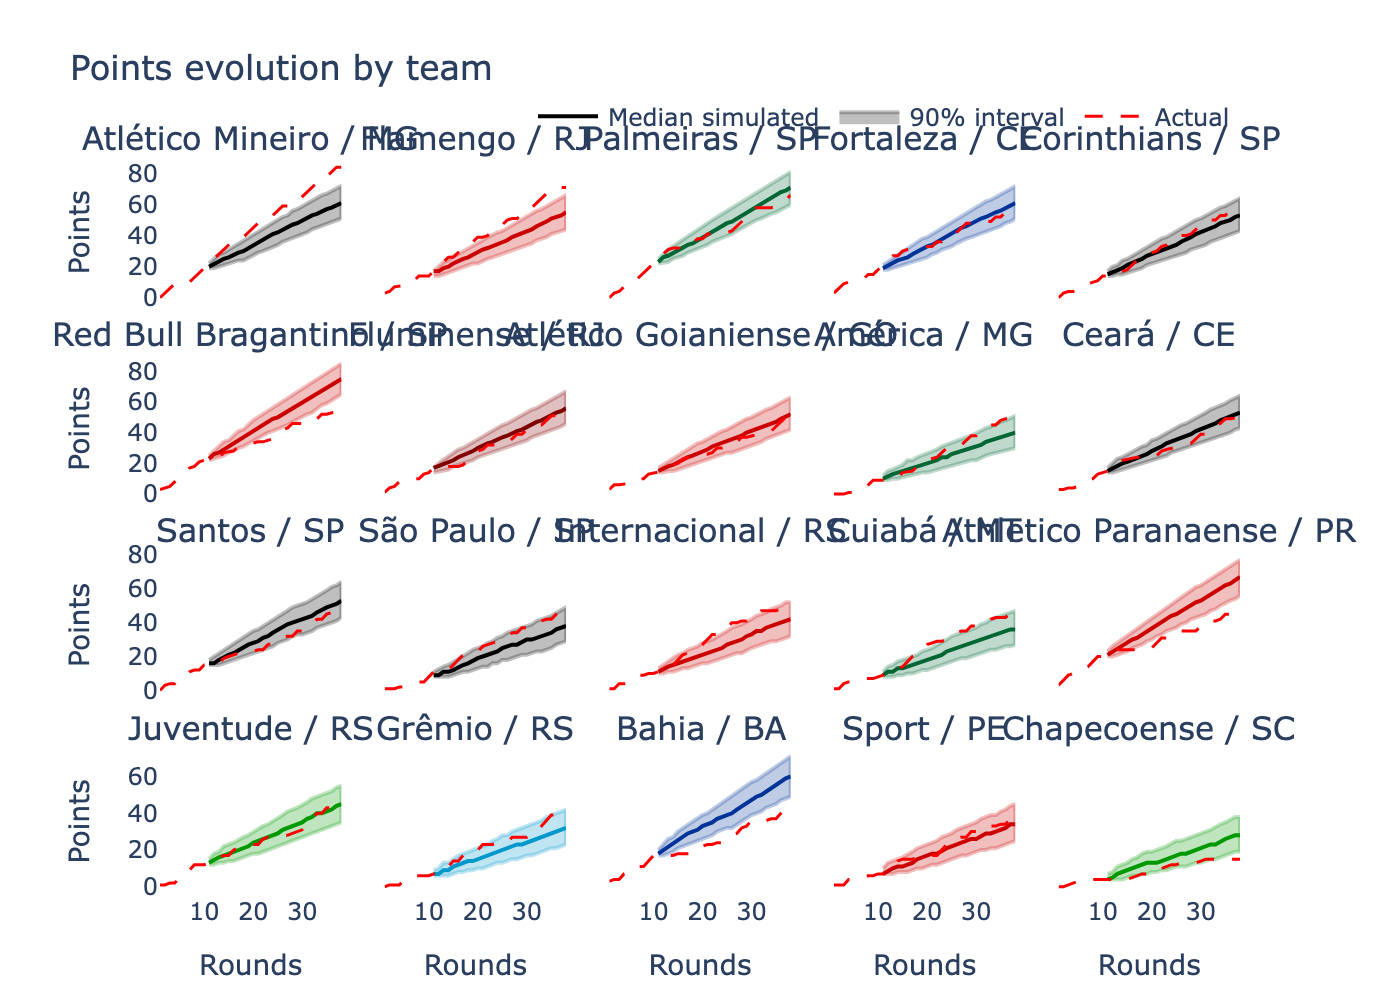 Points evolution by team
Median simulated 90% interval Actual
Atlético Mineiro / MG Flamengo / RJ Palmeiras / SP Fortaleza / CE Corinthians / SP
80
60
40
20
0
Points
Red Bull Bragantino / SP Fluminense / RJ Atlético Goianiense / GO América / MG Ceará / CE
80
60
40
20
0
Points
Santos / SP São Paulo / SP Internacional / RS Cuiabá / MT Athlético Paranaense / PR
80
60
40
20
0
Points
Juventude / RS Grêmio / RS Bahia / BA Sport / PE Chapecoense / SC
60
40
20
0
Points
10 20 30 10 20 30 10 20 30 10 20 30 10 20 30
Rounds Rounds Rounds Rounds Rounds